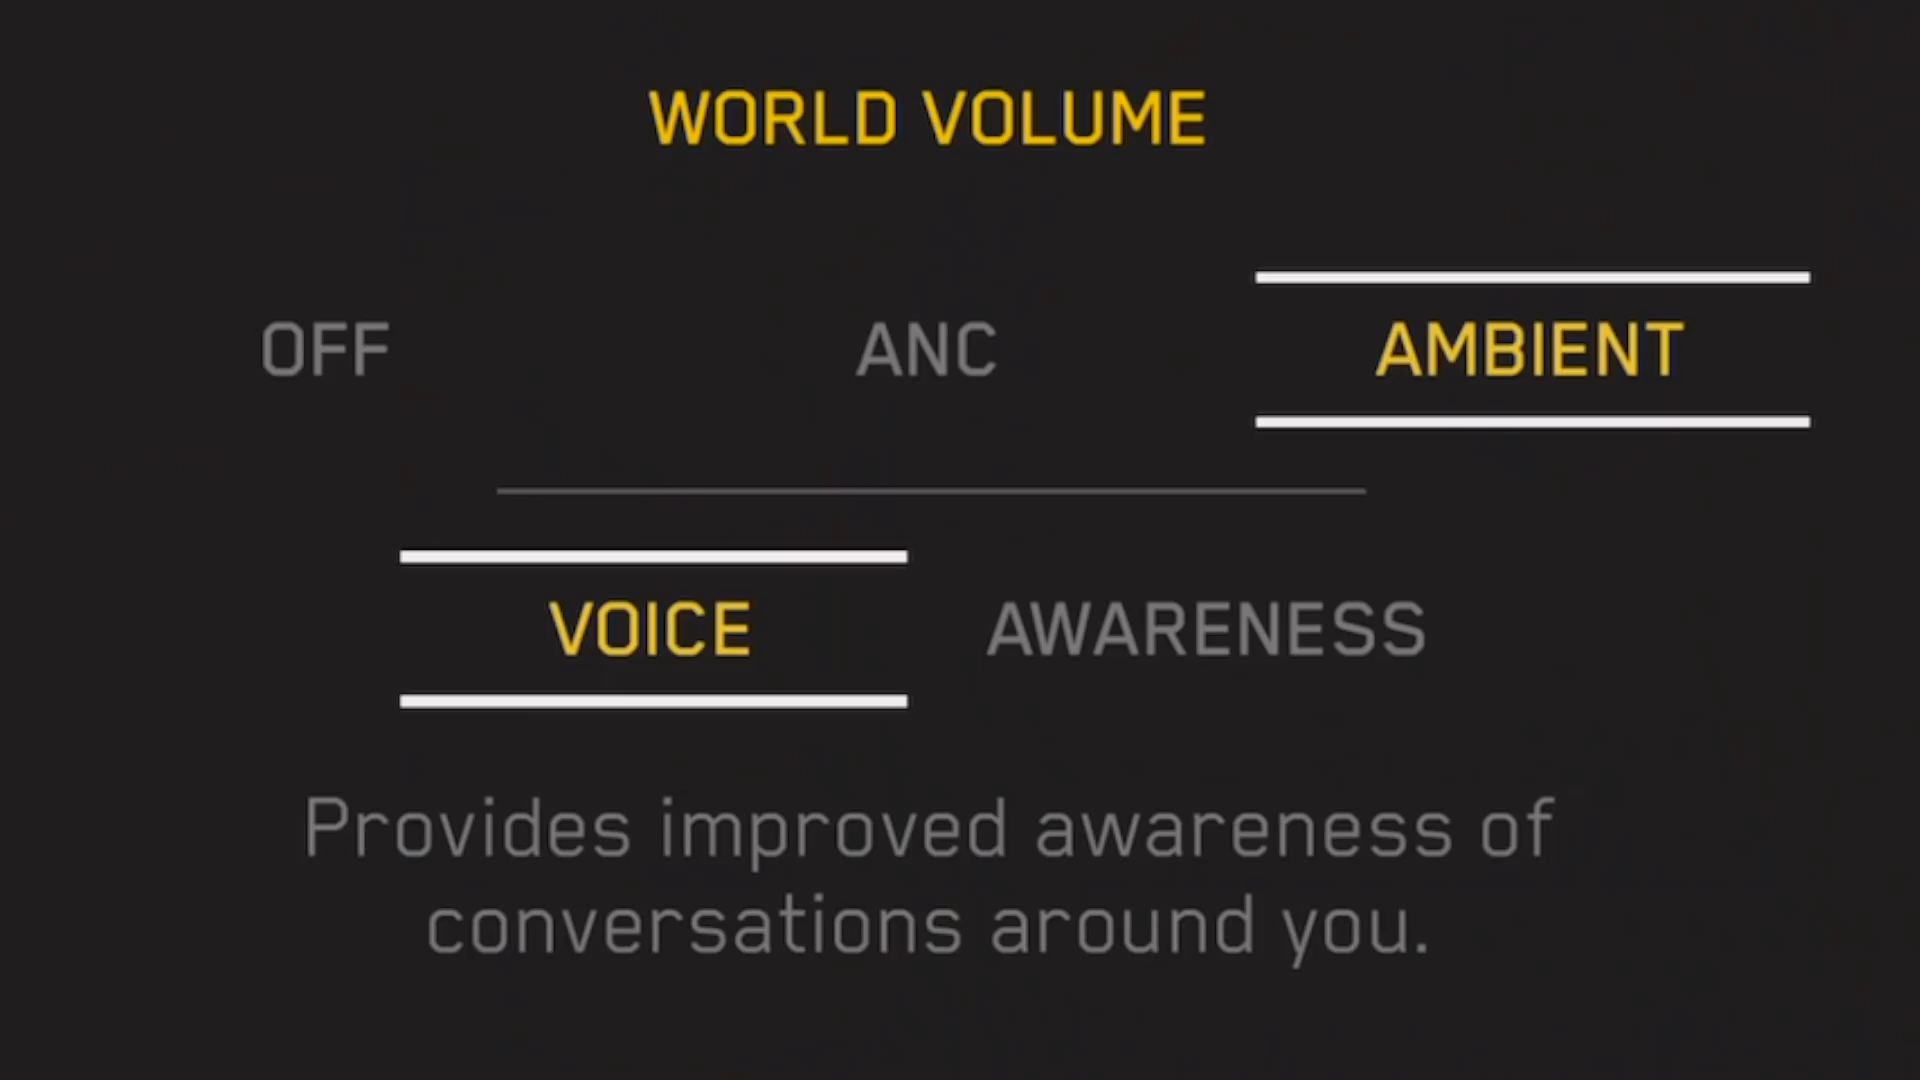 WORLD VOLUME
OFF ANC AMBIENT
VOICE AWARENESS
Provides improved awareness of
conversations around you.